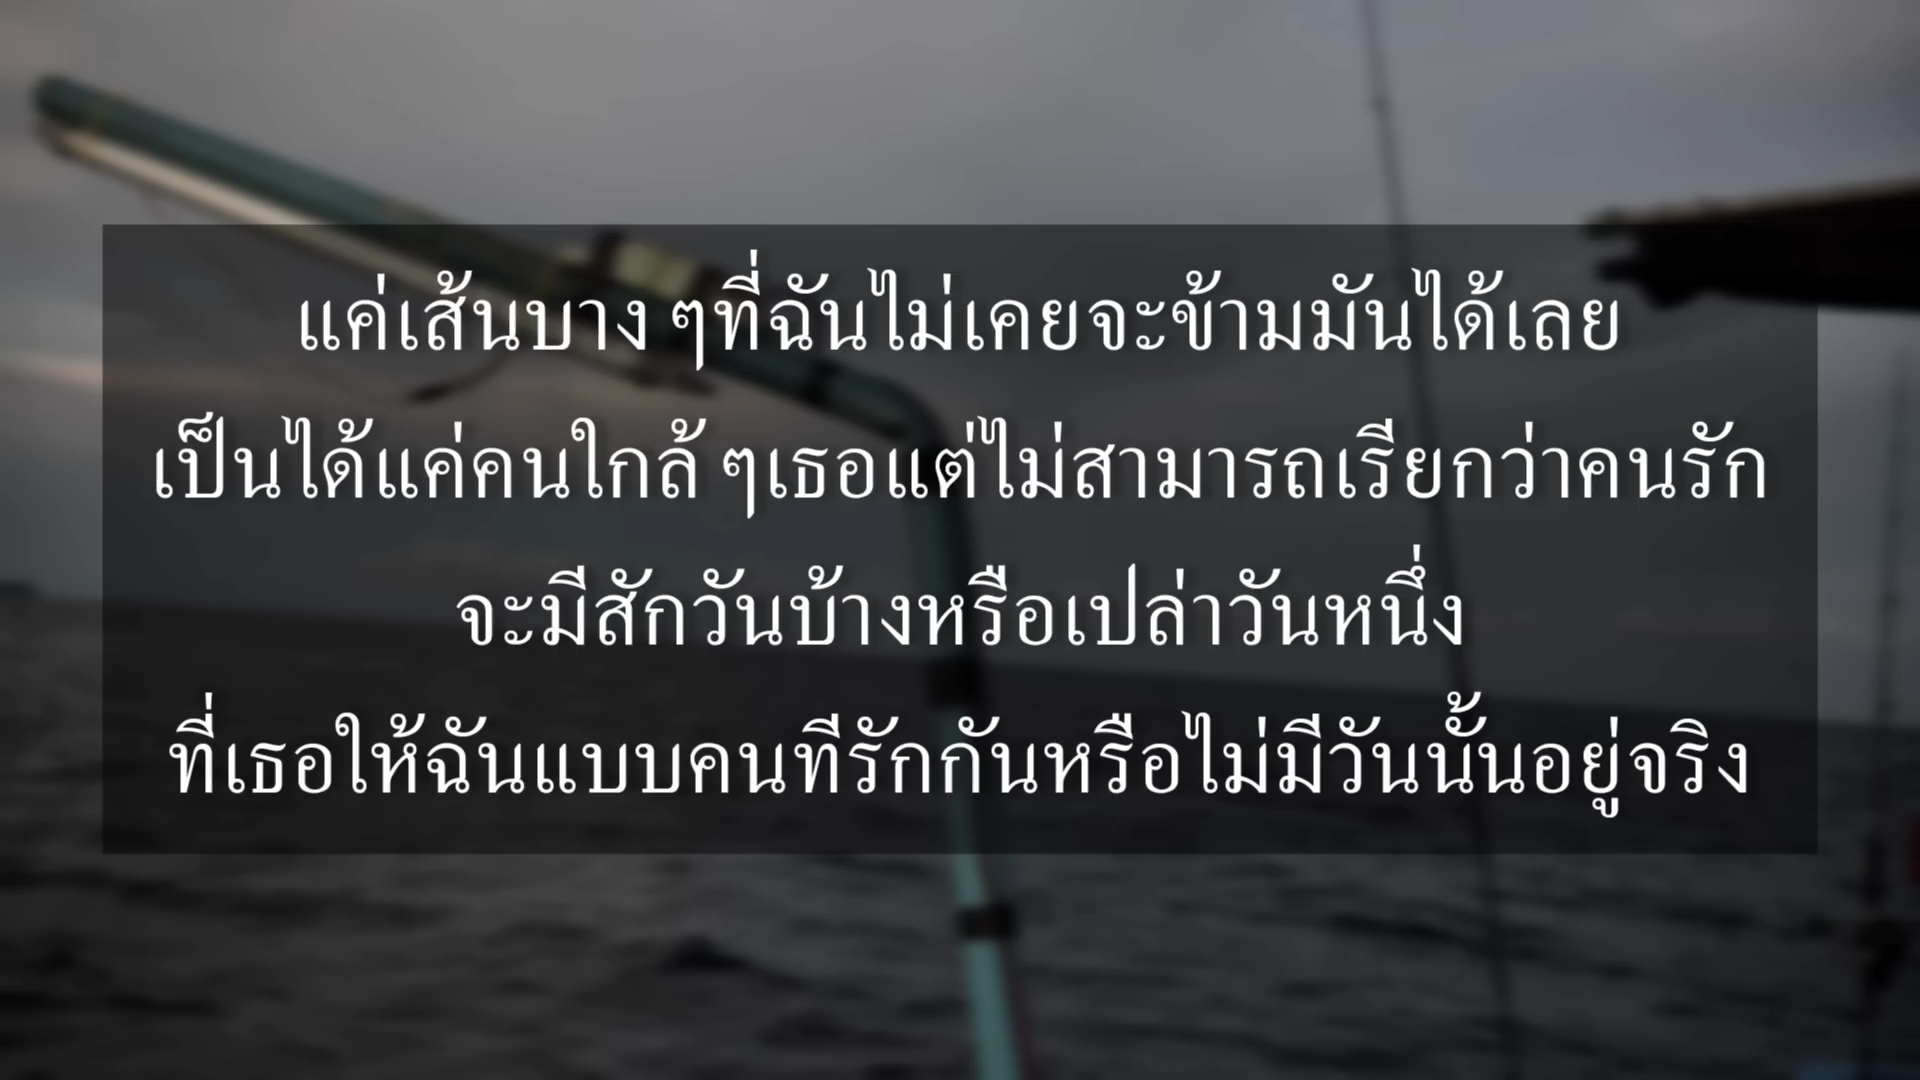 แค่เส้นบาง ๆที่ฉันไม่เคยจะข้ามมันได้เลย
เป็นได้แค่คนใกล้ ๆเธอแต่ไม่สามารถเรียกว่าคนรัก
จะมีสักวันบ้างหรือเปล่าวันหนึ่ง
ที่เธอให้ฉันแบบคนทีรักกันหรือไม่มีวันนั้นอยู่จริง